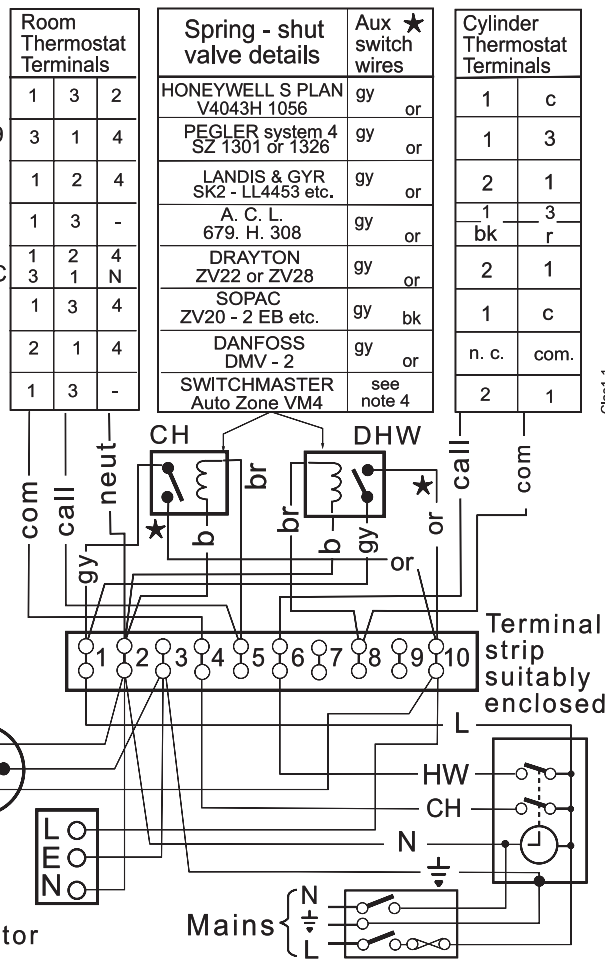 Room
Thermostat
Terminals
1 3 2
3 1 4
1 2 4
1 3 -
1 2 4
3 1 N
1 3 4
2 1 4
1 3 -
Spring - shut
valve details
Aux ★
switch
wires
HONEYWELL S PLAN
V4043H 1056
gy or
PEGLER system 4
SZ 1301 or 1326
gy or
LANDIS & GYR
SK2 - LL4453 etc.
gy or
A. C. L.
679. H. 308
gy or
DRAYTON
ZV22 or ZV28
gy or
SOPAC
ZV20 - 2 EB etc.
gy bk
DANFOSS
DMV - 2
gy or
SWITCHMASTER
Auto Zone VM4
see
note 4
Cylinder
Thermostat
Terminals
1 c
1 3
2 1
1 3
bk r
2 1
1 c
n. c. com.
2 1
CH
DHW
com
call
neut
gy
★
b
br
br
b
gy
★
or
call
com
or
1 2 3 4 5 6 7 8 9 10
Terminal
strip
suitably
enclosed
L
HW
CH
N
L
E
N
Mains
N
L
tor